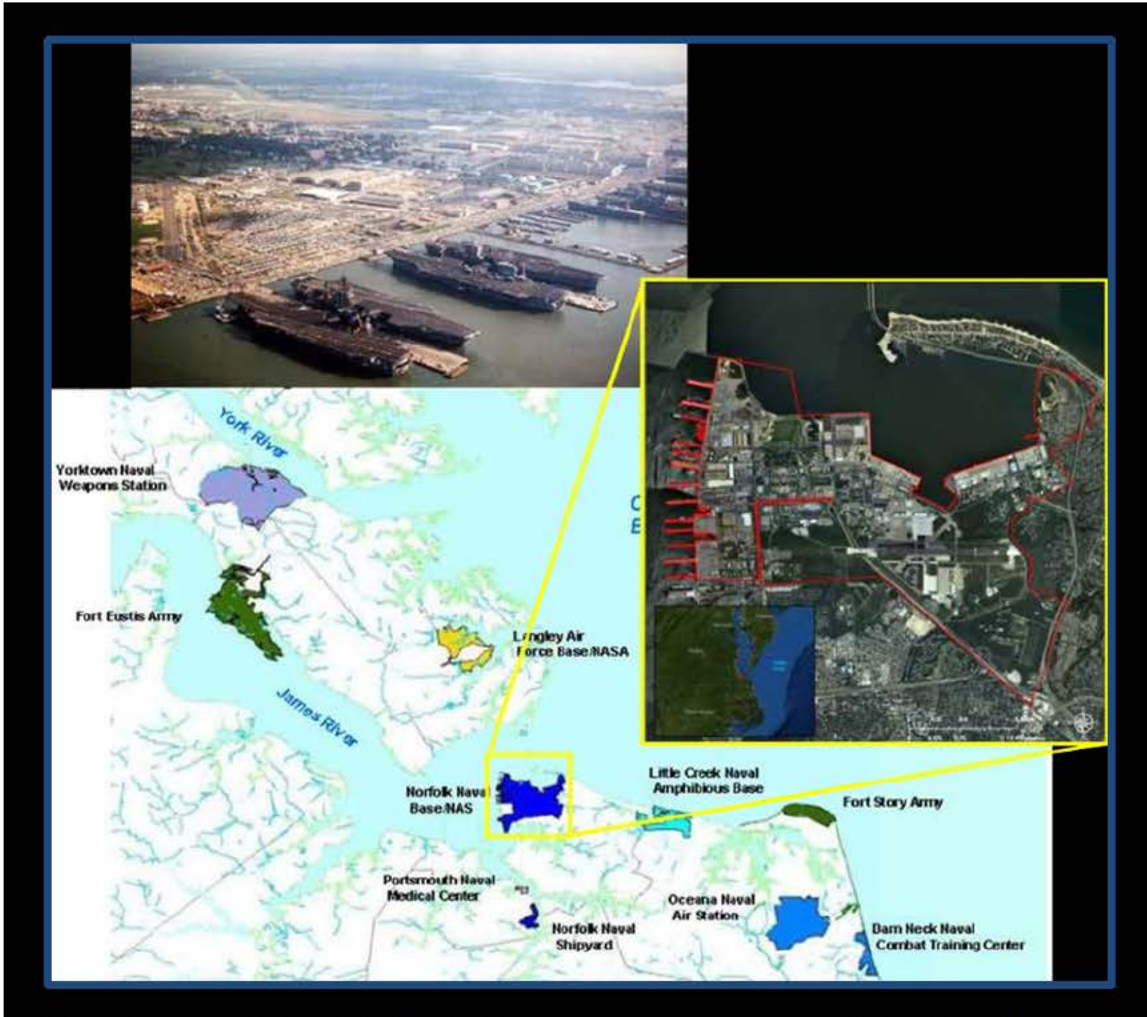 York River
Yorktown Naval
Weapons Station
Fort Eustis Army
Langley Air
Force Base/NASA
James River
Norfolk Naval
Base/NAS
Little Creek Naval
Amphibious Base
Fort Story Army
Portsmouth Naval
Medical Center
Norfolk Naval
Shipyard
Oceana Naval
Air Station
Dam Neck Naval
Combat Training Center